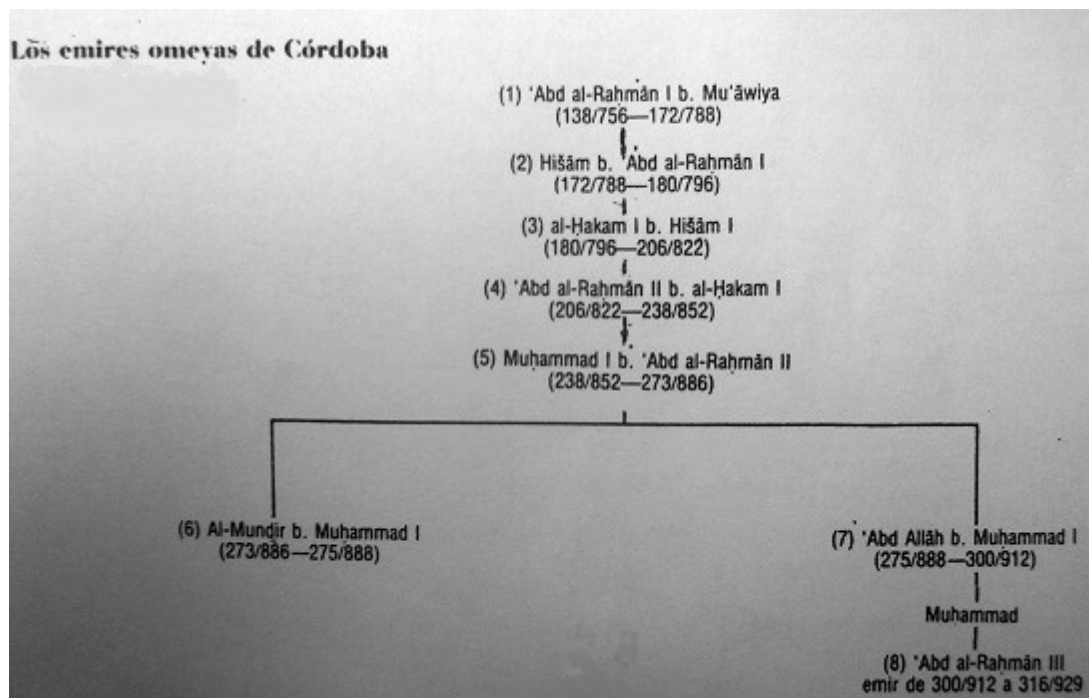 Los emires omeyas de Córdoba
(1) 'Abd al-Raḥmān I b. Mu'āwiya
(138/756—172/788)
(2) Hišām b. 'Abd al-Raḥmān I
(172/788—180/796)
(3) al-Ḥakam I b. Hišām I
(180/796—206/822)
(4) 'Abd al-Raḥmān II b. al-Ḥakam I
(206/822—238/852)
(5) Muḥammad I b. 'Abd al-Raḥmān II
(238/852—273/886)
(6) Al-Munḏir b. Muḥammad I
(273/886—275/888)
(7) 'Abd Allāh b. Muḥammad I
(275/888—300/912)
Muḥammad
(8) 'Abd al-Raḥmān III
emir de 300/912 a 316/929